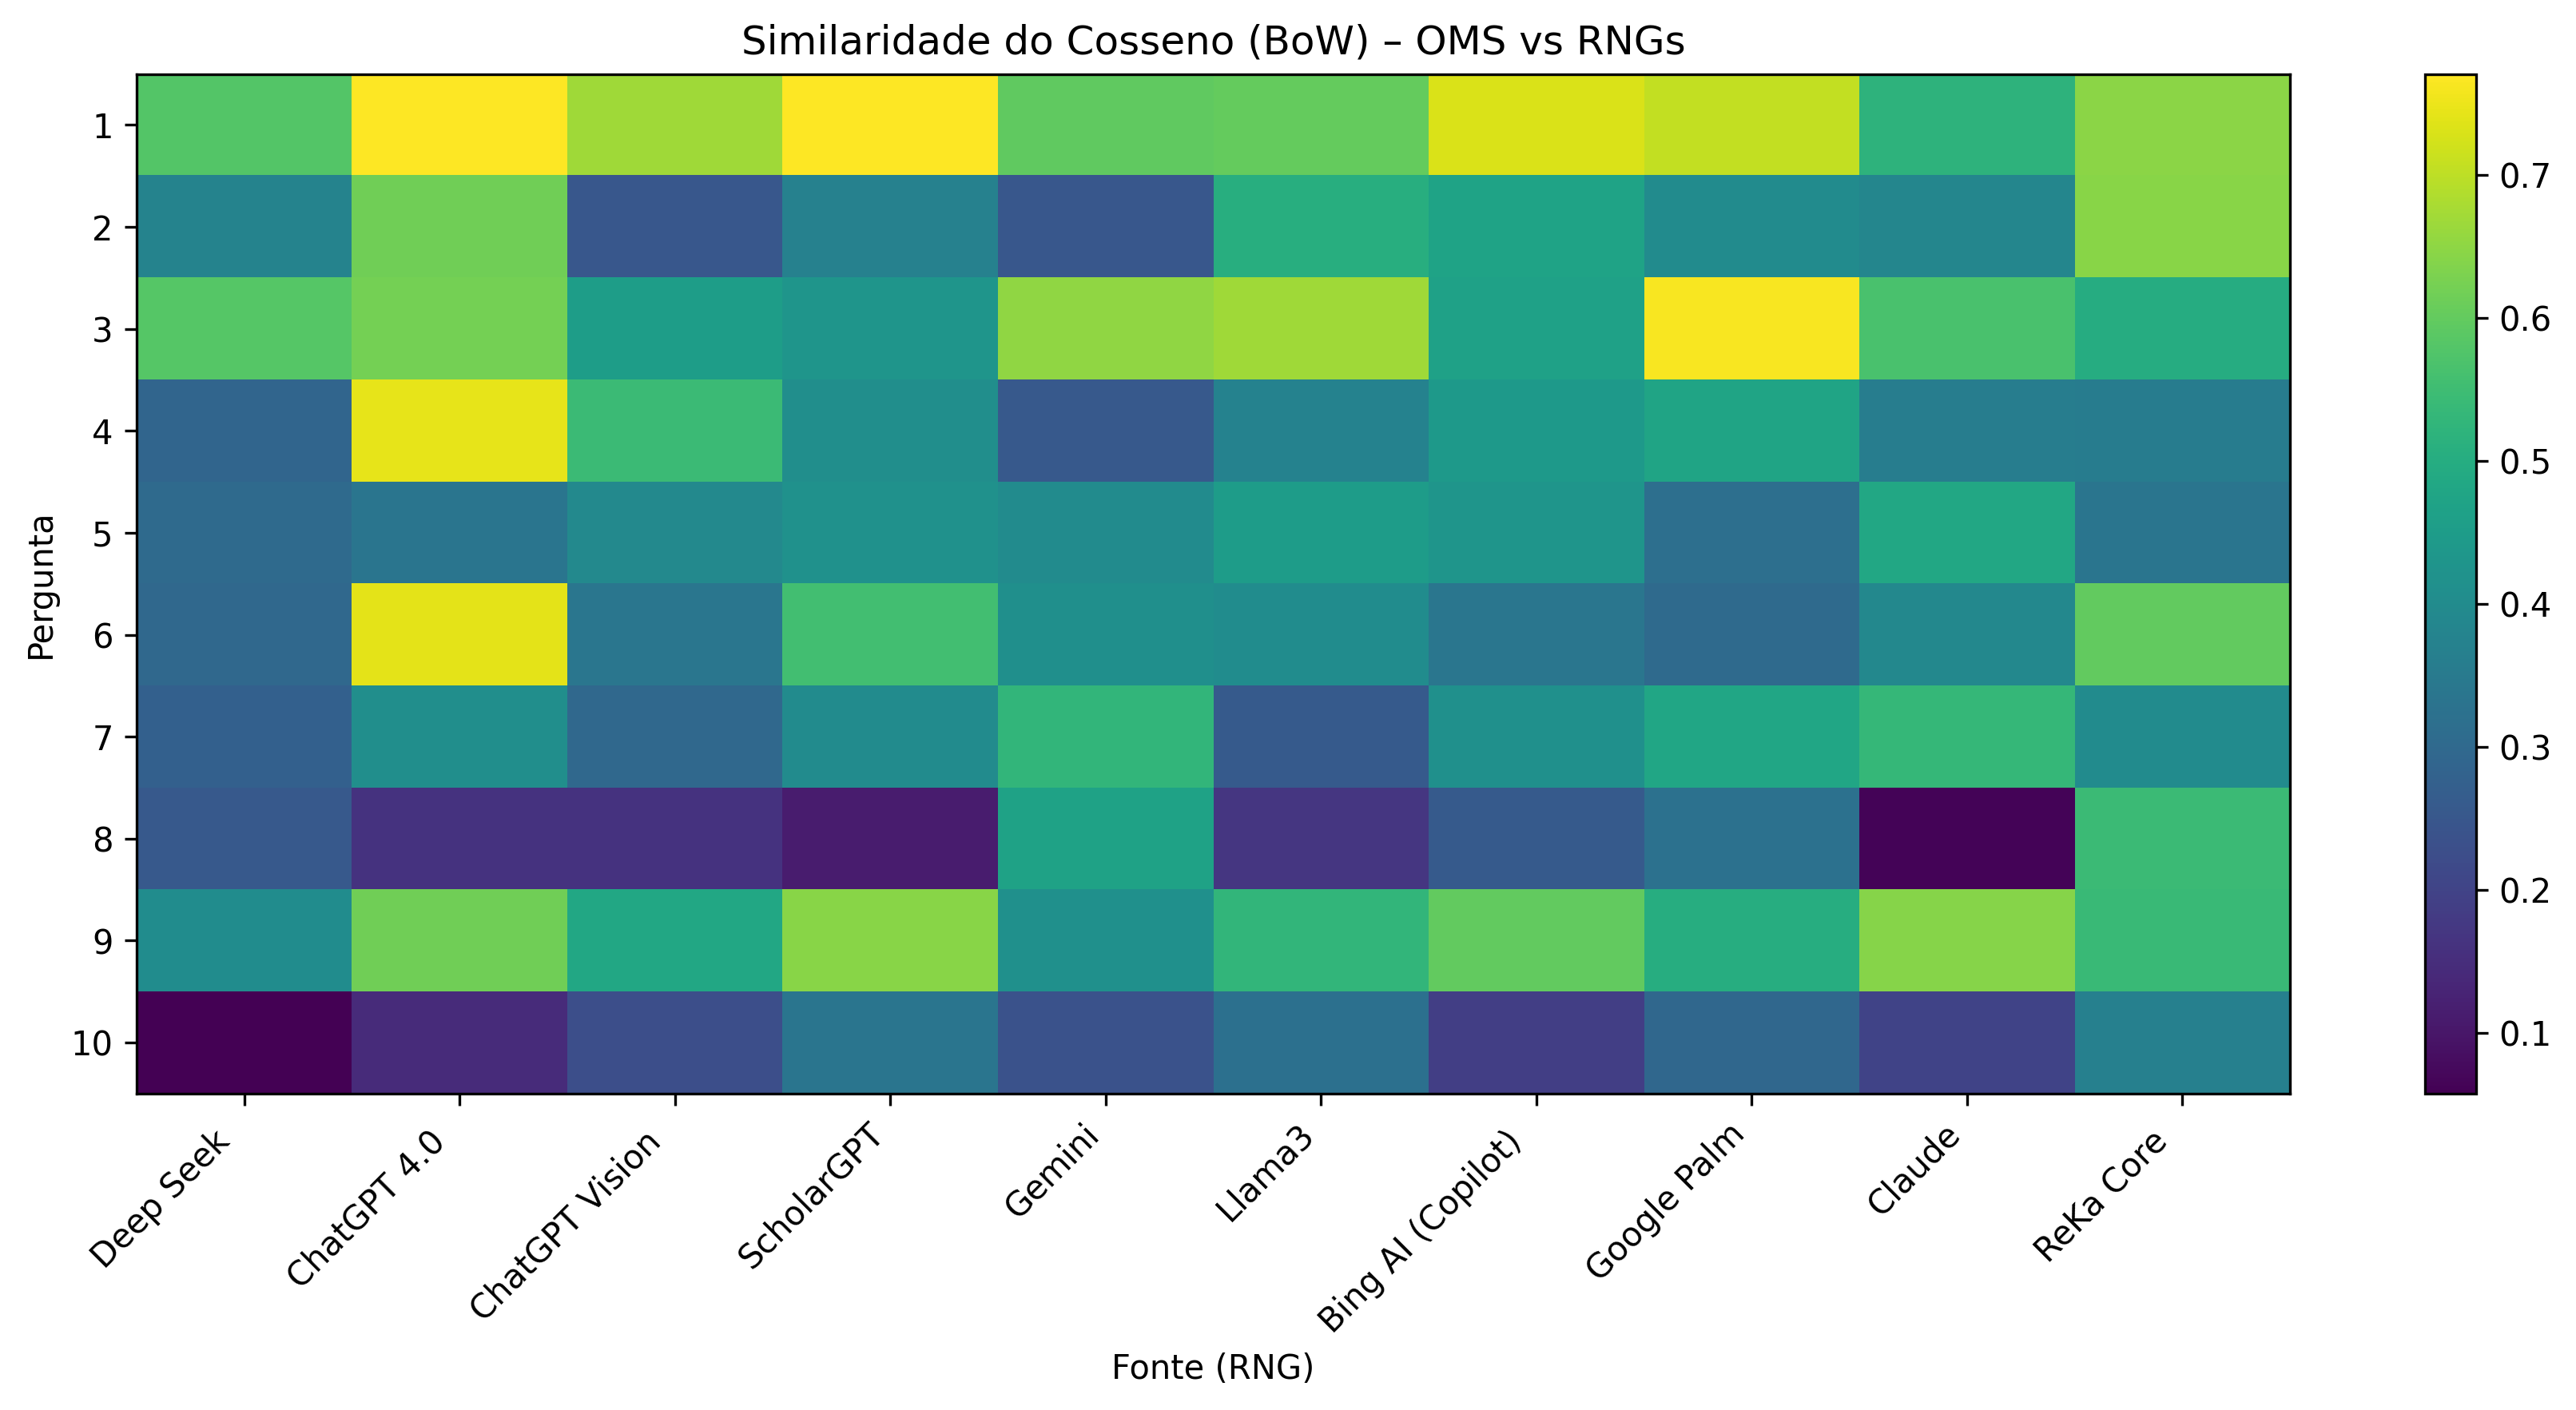 Similaridade do Cosseno (BoW) – OMS vs RNGs
Pergunta
1
2
3
4
5
6
7
8
9
10
Deep Seek
ChatGPT 4.0
ChatGPT Vision
ScholarGPT
Gemini
Llama3
Bing AI (Copilot)
Google Palm
Claude
ReKa Core
Fonte (RNG)
0.7
0.6
0.5
0.4
0.3
0.2
0.1